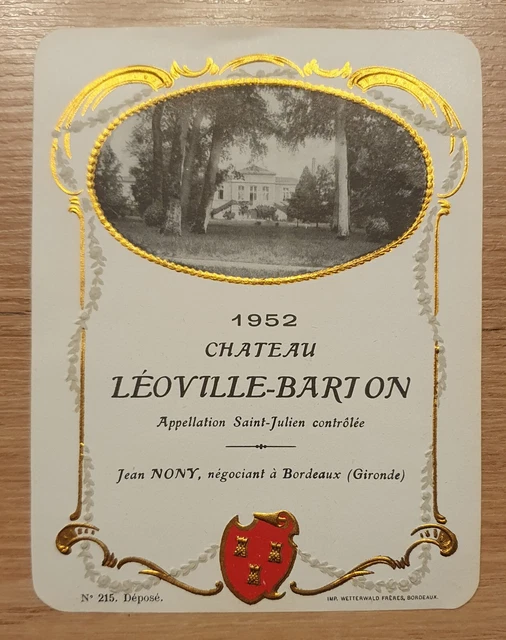 1952
CHATEAU
LÉOVILLE-BARTON
Appellation Saint-Julien contrôlée
Jean NONY, négociant à Bordeaux (Gironde)
N° 215. Déposé.
IMP. WETTERWALD FRÈRES, BORDEAUX.